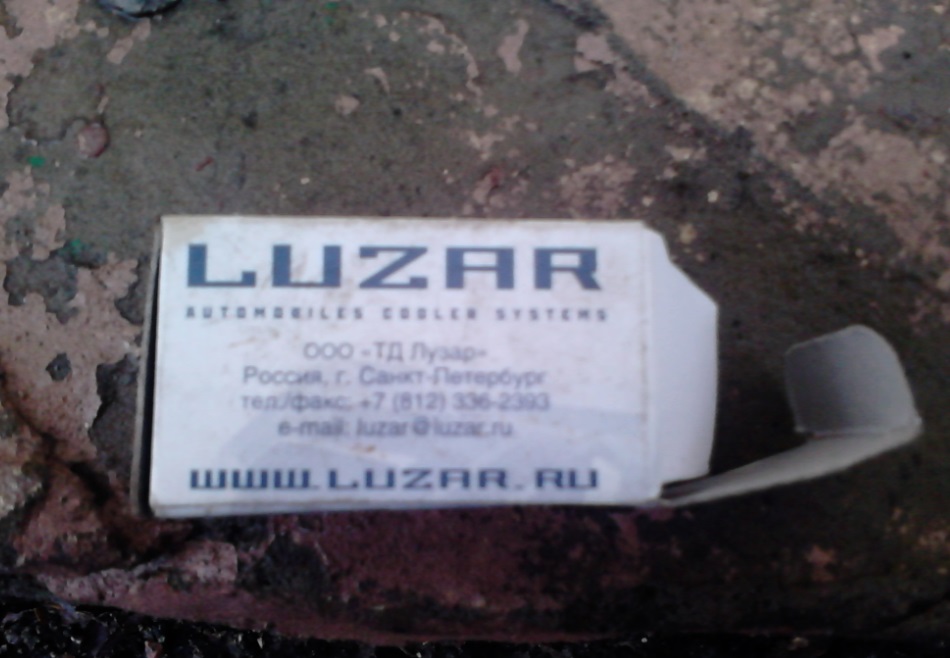 LUZAR
AUTOMOBILES COOLER SYSTEMS
ООО «ТД Лузар»
Россия, г. Санкт-Петербург
тел./факс: +7 (812) 336-2393
e-mail: luzar@luzar.ru
WWW.LUZAR.RU